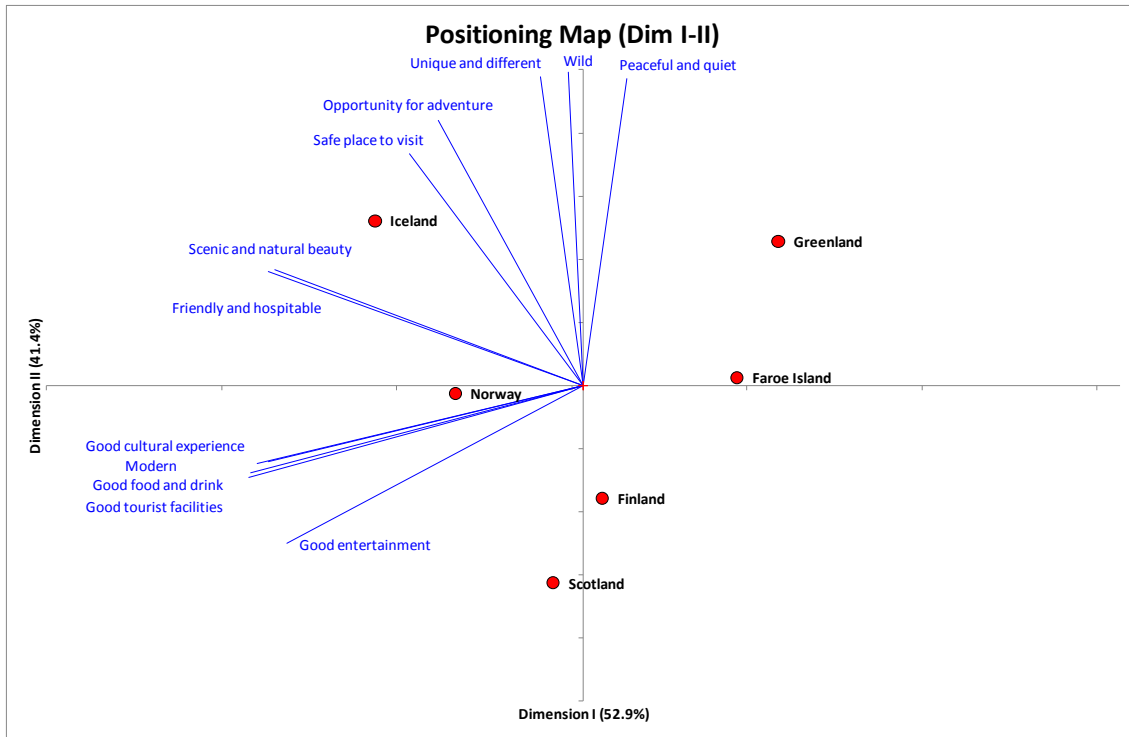 Positioning Map (Dim I-II)
Unique and different
Wild
Peaceful and quiet
Opportunity for adventure
Safe place to visit
Iceland
Greenland
Scenic and natural beauty
Friendly and hospitable
Dimension II (41.4%)
Faroe Island
Norway
Good cultural experience
Modern
Good food and drink
Good tourist facilities
Finland
Good entertainment
Scotland
Dimension I (52.9%)